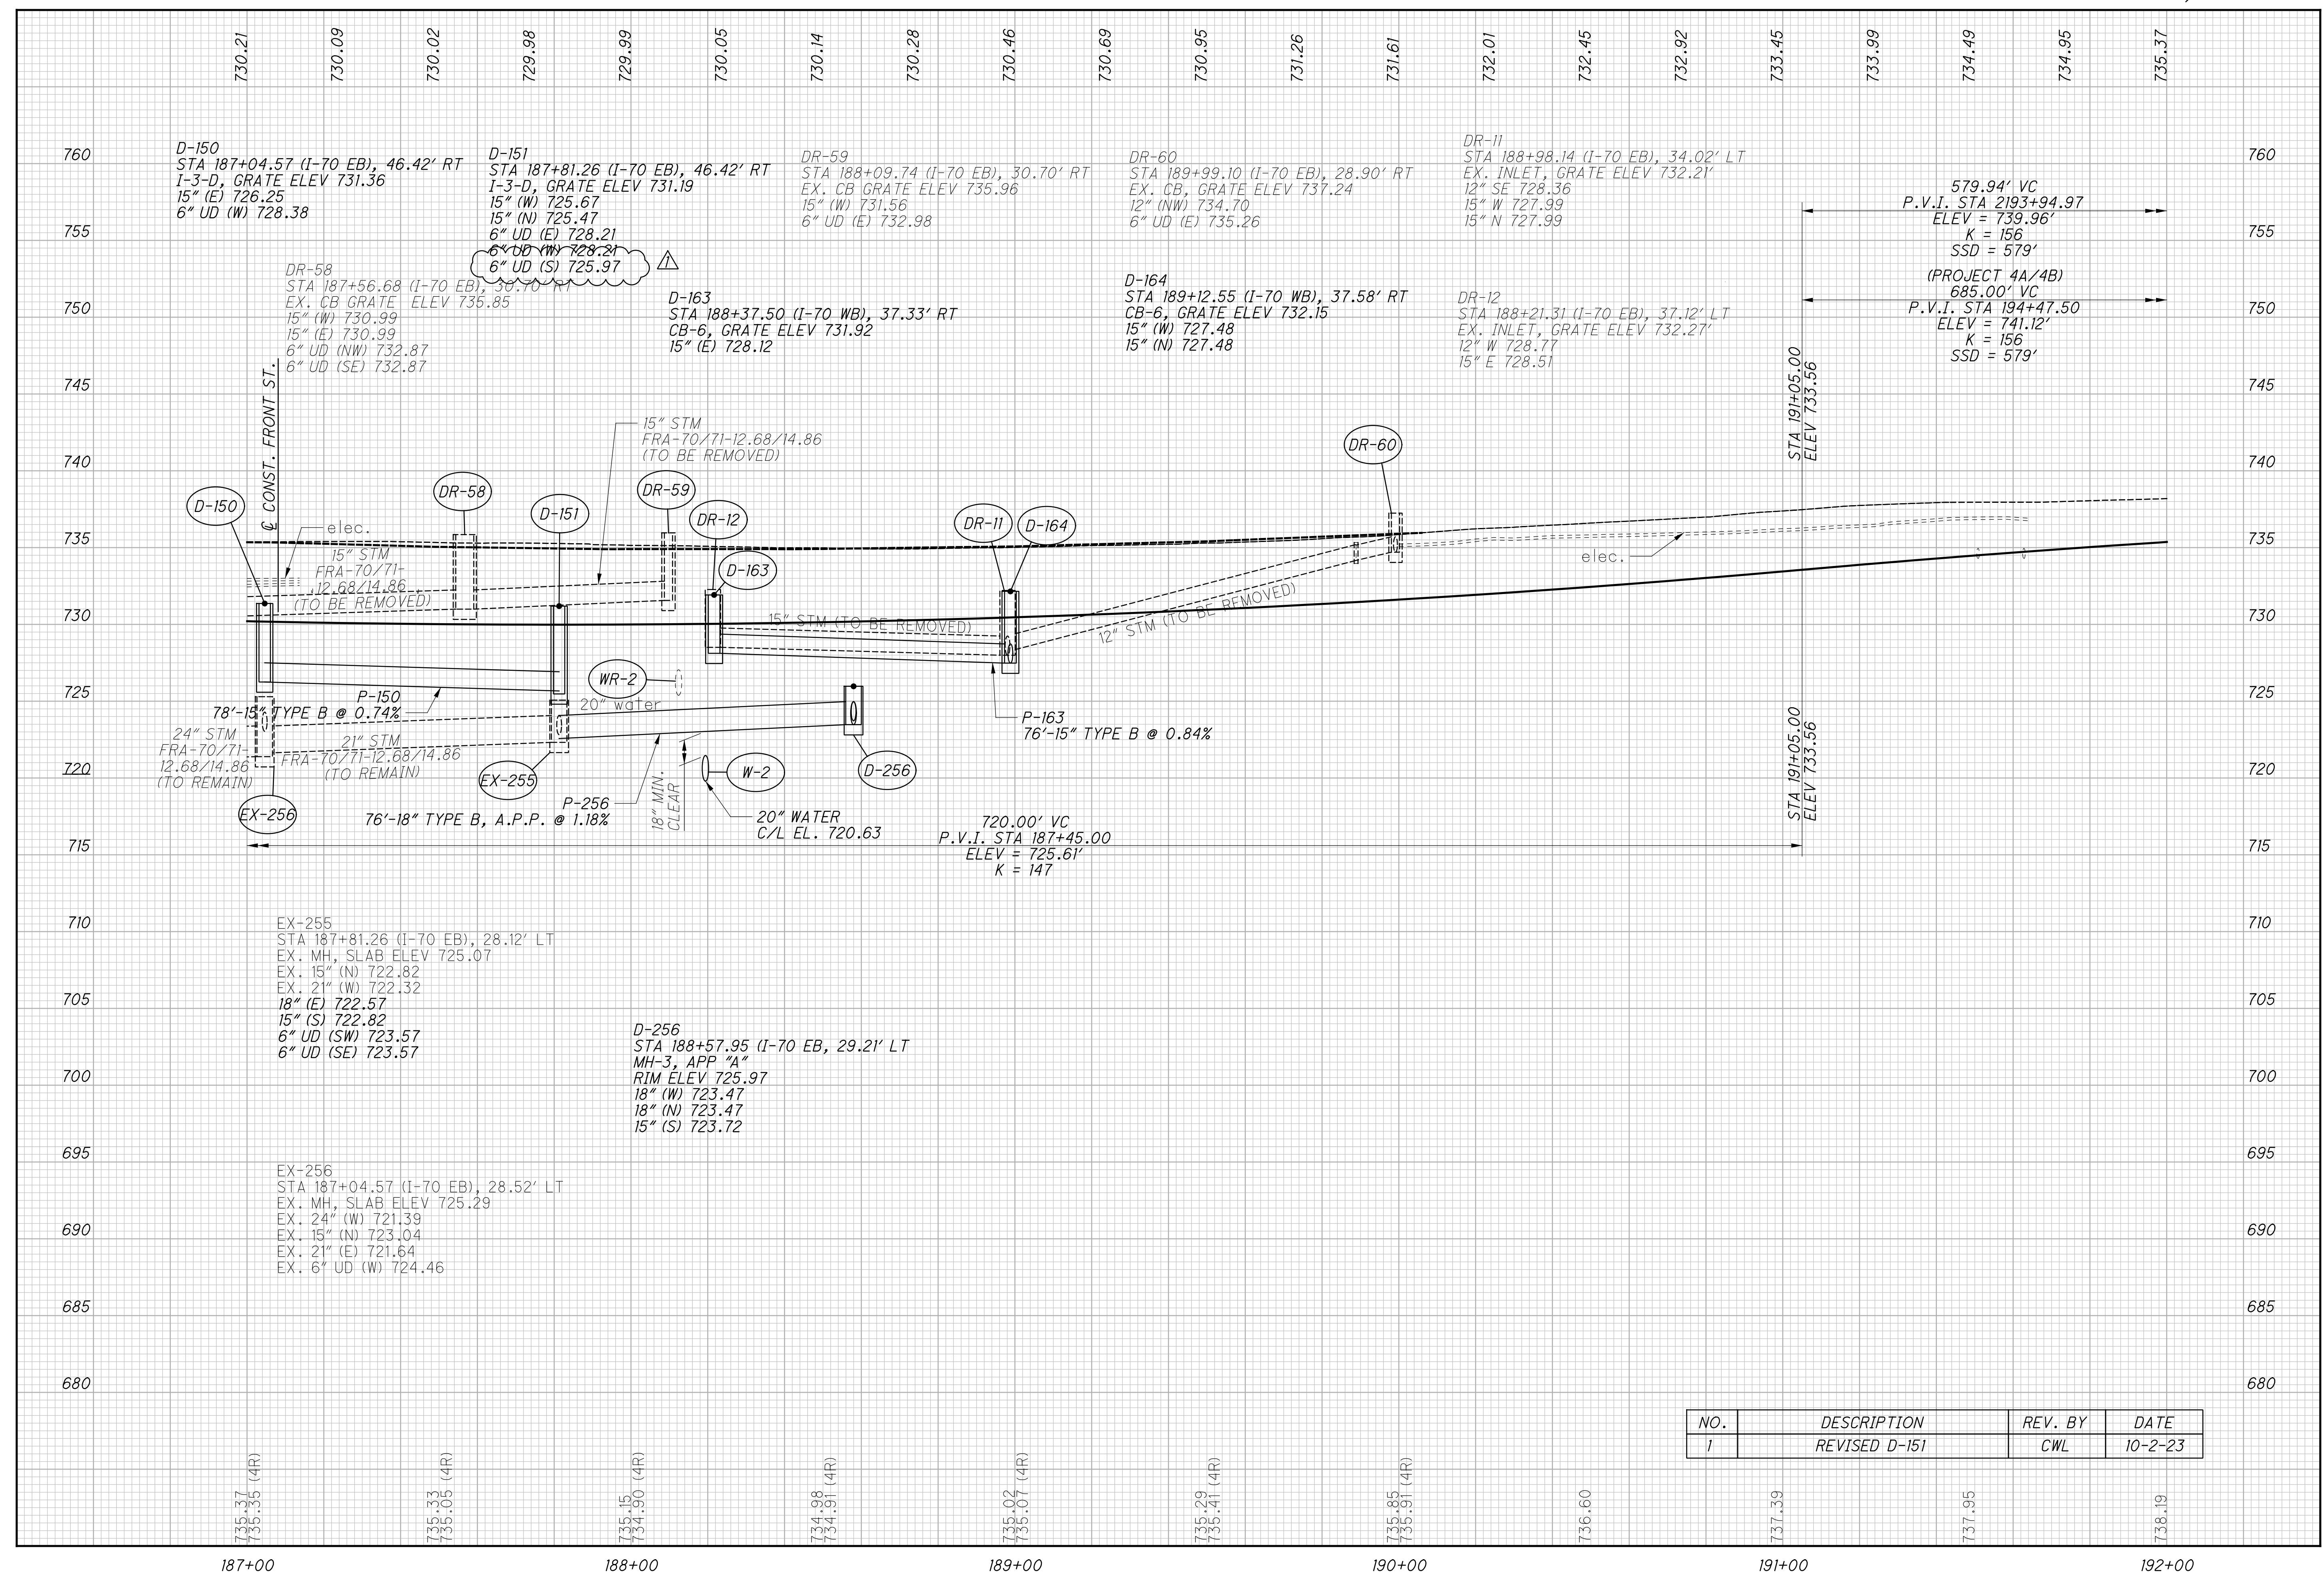 730.21
730.09
730.02
729.98
729.99
730.05
730.14
730.28
730.46
730.69
730.95
731.26
731.61
732.01
732.45
732.92
733.45
733.99
734.49
734.95
735.37
760
755
750
745
740
735
730
725
720
715
710
705
700
695
690
685
680
D-150
STA 187+04.57 (I-70 EB), 46.42' RT
I-3-D, GRATE ELEV 731.36
15" (E) 726.25
6" UD (W) 728.38
D-151
STA 187+81.26 (I-70 EB), 46.42' RT
I-3-D, GRATE ELEV 731.19
15" (W) 725.67
15" (N) 725.47
6" UD (E) 728.21
6" UD (W) 728.21
6" UD (S) 725.97
1
DR-59
STA 188+09.74 (I-70 EB), 30.70' RT
EX. CB GRATE ELEV 735.96
15" (W) 731.56
6" UD (E) 732.98
DR-60
STA 189+99.10 (I-70 EB), 28.90' RT
EX. CB, GRATE ELEV 737.24
12" (NW) 734.70
6" UD (E) 735.26
DR-11
STA 188+98.14 (I-70 EB), 34.02' LT
EX. INLET, GRATE ELEV 732.21'
12" SE 728.36
15" W 727.99
15" N 727.99
579.94' VC
P.V.I. STA 2193+94.97
ELEV = 739.96'
K = 156
SSD = 579'
(PROJECT 4A/4B)
685.00' VC
P.V.I. STA 194+47.50
ELEV = 741.12'
K = 156
SSD = 579'
DR-58
STA 187+56.68 (I-70 EB), 30.70' RT
EX. CB GRATE ELEV 735.85
15" (W) 730.99
15" (E) 730.99
6" UD (NW) 732.87
6" UD (SE) 732.87
D-163
STA 188+37.50 (I-70 WB), 37.33' RT
CB-6, GRATE ELEV 731.92
15" (E) 728.12
D-164
STA 189+12.55 (I-70 WB), 37.58' RT
CB-6, GRATE ELEV 732.15
15" (W) 727.48
15" (N) 727.48
DR-12
STA 188+21.31 (I-70 EB), 37.12' LT
EX. INLET, GRATE ELEV 732.27'
12" W 728.77
15" E 728.51
℄ CONST. FRONT ST.
STA 191+05.00
ELEV 733.56
15" STM
FRA-70/71-12.68/14.86
(TO BE REMOVED)
D-150
DR-58
D-151
DR-59
DR-12
D-163
DR-11
D-164
DR-60
elec.
15" STM
FRA-70/71-
12.68/14.86
(TO BE REMOVED)
15" STM (TO BE REMOVED)
12" STM (TO BE REMOVED)
elec.
WR-2
20" water
P-150
78'-15" TYPE B @ 0.74%
24" STM
FRA-70/71-
12.68/14.86
(TO REMAIN)
21" STM
FRA-70/71-12.68/14.86
(TO REMAIN)
P-163
76'-15" TYPE B @ 0.84%
EX-256
EX-255
W-2
D-256
P-256
76'-18" TYPE B, A.P.P. @ 1.18%
18" MIN.
CLEAR
20" WATER
C/L EL. 720.63
720.00' VC
P.V.I. STA 187+45.00
ELEV = 725.61'
K = 147
STA 191+05.00
ELEV 733.56
EX-255
STA 187+81.26 (I-70 EB), 28.12' LT
EX. MH, SLAB ELEV 725.07
EX. 15" (N) 722.82
EX. 21" (W) 722.32
18" (E) 722.57
15" (S) 722.82
6" UD (SW) 723.57
6" UD (SE) 723.57
D-256
STA 188+57.95 (I-70 EB, 29.21' LT
MH-3, APP "A"
RIM ELEV 725.97
18" (W) 723.47
18" (N) 723.47
15" (S) 723.72
EX-256
STA 187+04.57 (I-70 EB), 28.52' LT
EX. MH, SLAB ELEV 725.29
EX. 24" (W) 721.39
EX. 15" (N) 723.04
EX. 21" (E) 721.64
EX. 6" UD (W) 724.46
760
755
750
745
740
735
730
725
720
715
710
705
700
695
690
685
680
NO. DESCRIPTION REV. BY DATE
1 REVISED D-151 CWL 10-2-23
735.37
735.35 (4R)
735.33
735.05 (4R)
735.15
734.90 (4R)
734.98
734.91 (4R)
735.02
735.07 (4R)
735.29
735.41 (4R)
735.85
735.91 (4R)
736.60
737.39
737.95
738.19
187+00
188+00
189+00
190+00
191+00
192+00